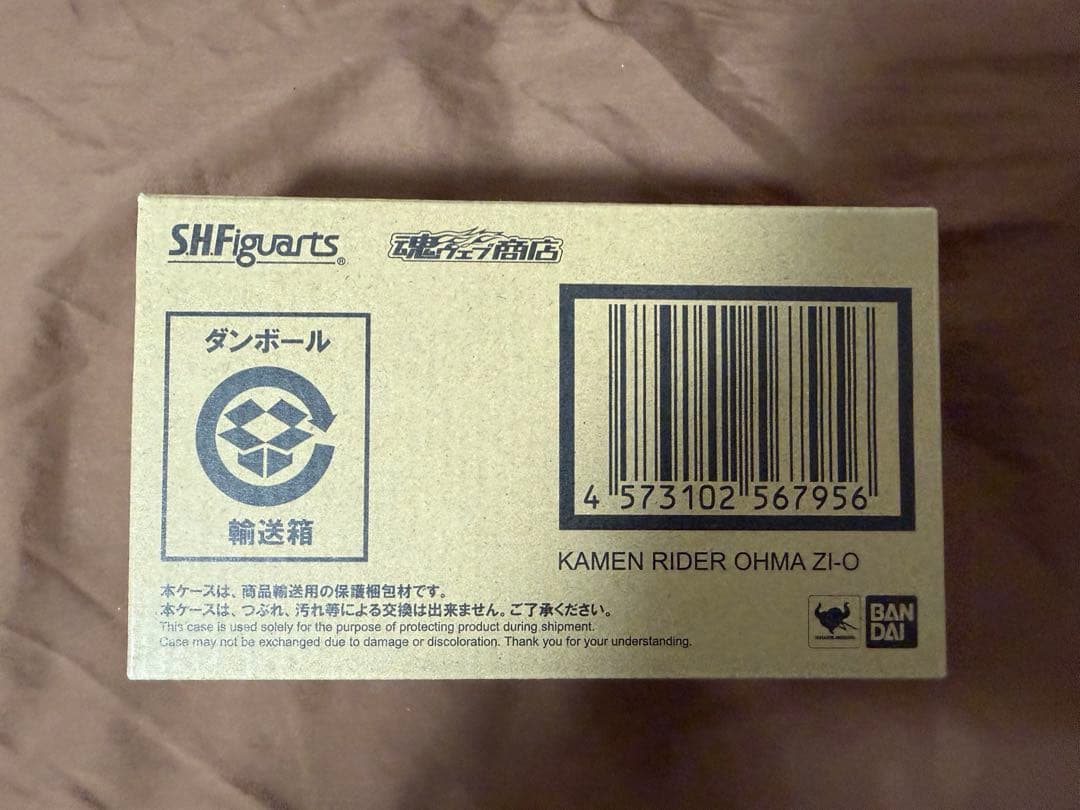 S.H.Figuarts®
魂ウェブ商店
ダンボール
輸送箱
4 573102 567956
KAMEN RIDER OHMA ZI-O
本ケースは、商品輸送用の保護梱包材です。
本ケースは、つぶれ、汚れ等による交換は出来ません。ご了承ください。
This case is used solely for the purpose of protecting product during shipment.
Case may not be exchanged due to damage or discoloration. Thank you for your understanding.
BAN
DAI